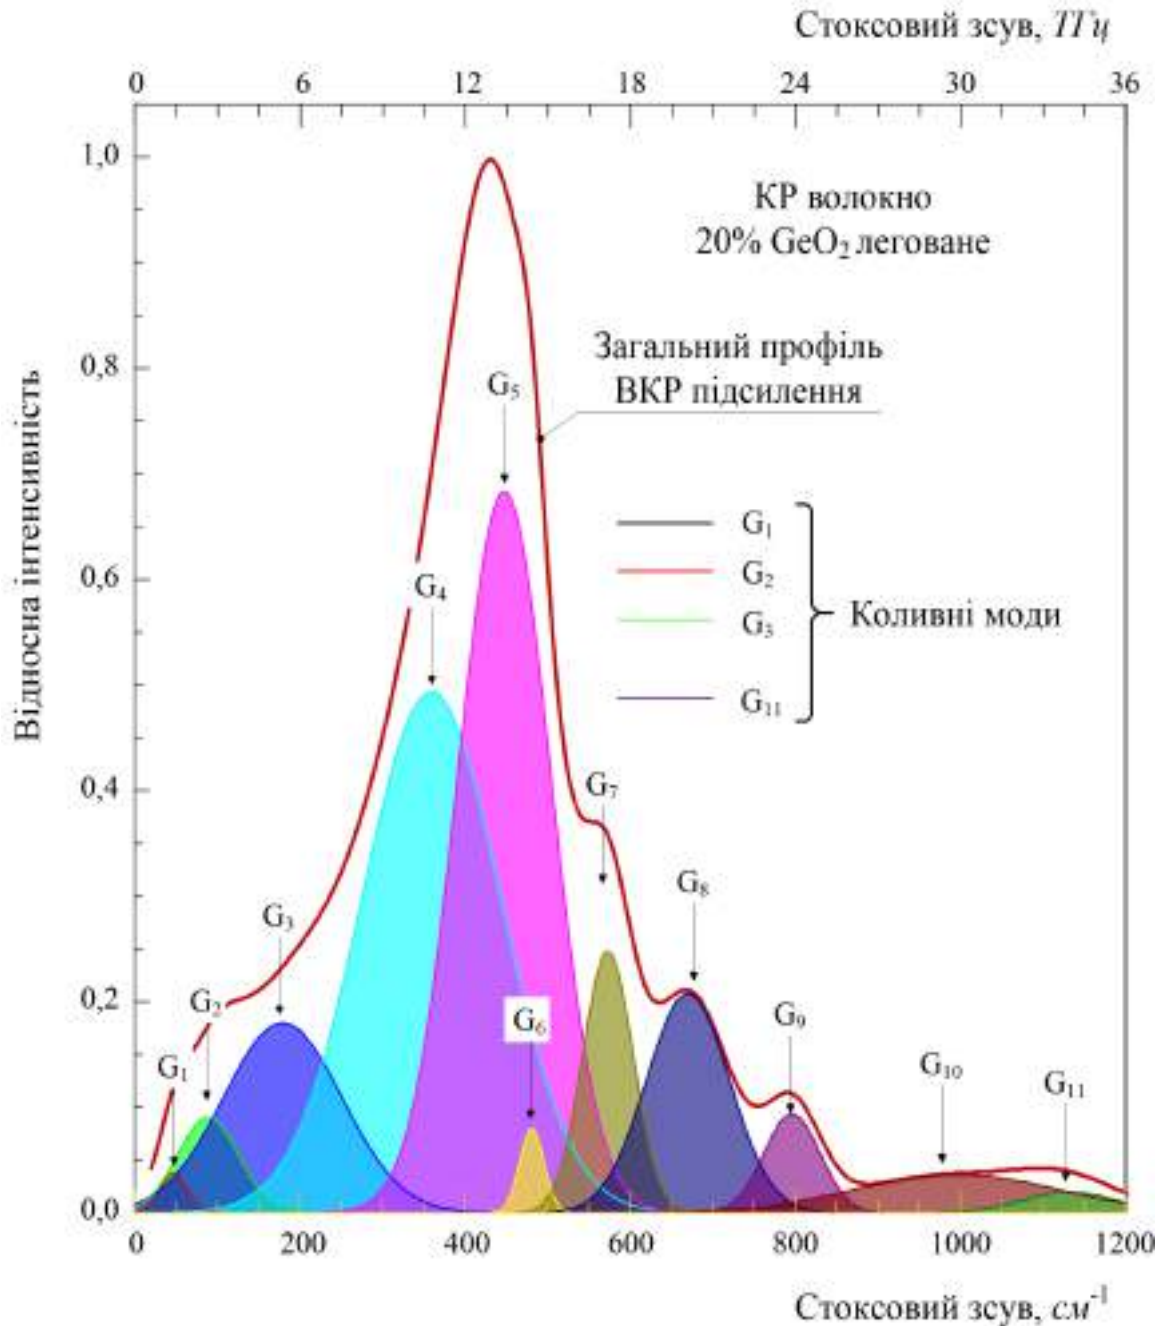 Стоксовий зсув, ТГц
0 6 12 18 24 30 36
1,0
КР волокно
20% GeO₂ леговане
Загальний профіль
ВКР підсилення
0,8
G₅
G₁
G₂
G₃
G₁₁
Коливні моди
0,6
G₄
0,4
G₇
G₈
G₃
0,2
G₂
G₆
G₉
G₁
G₁₀
G₁₁
0,0
0 200 400 600 800 1000 1200
Стоксовий зсув, см⁻¹
Відносна інтенсивність